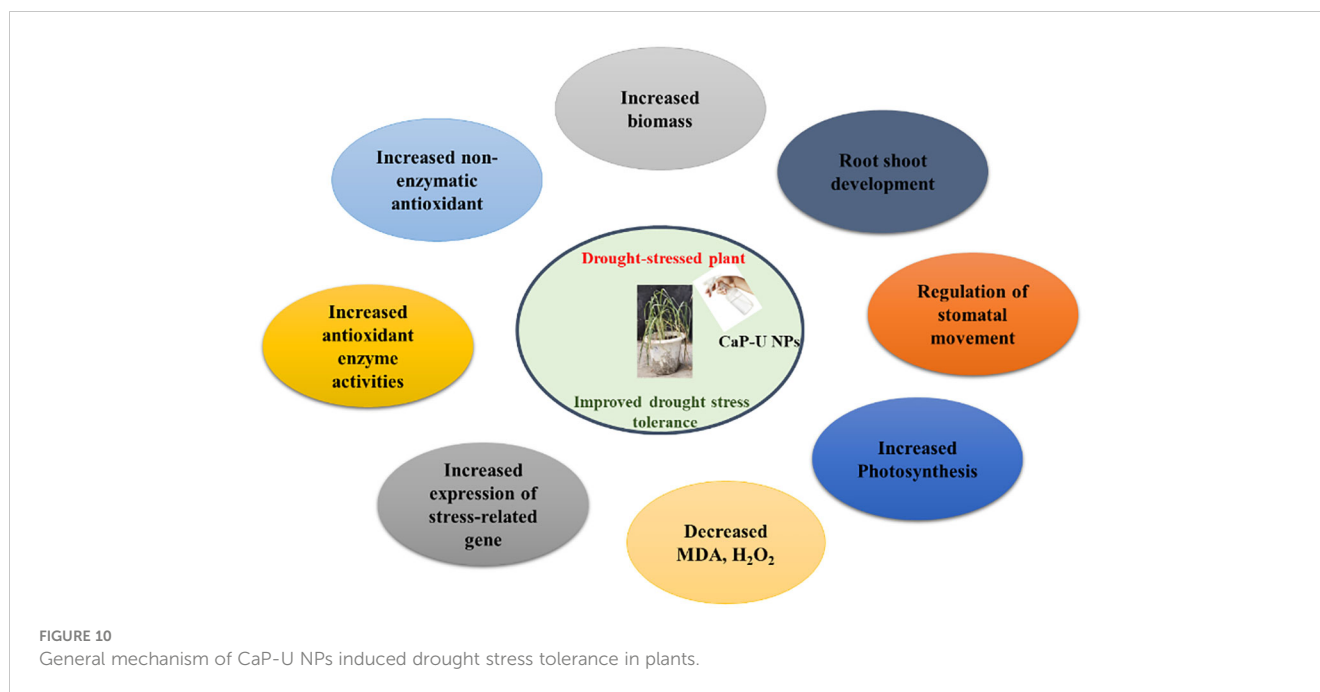 Increased
biomass
Root shoot
development
Regulation of
stomatal
movement
Increased
Photosynthesis
Decreased
MDA, H₂O₂
Increased
expression of
stress-related
gene
Increased
antioxidant
enzyme
activities
Increased non-
enzymatic
antioxidant
Drought-stressed plant
CaP-U NPs
Improved drought stress
tolerance
FIGURE 10
General mechanism of CaP-U NPs induced drought stress tolerance in plants.